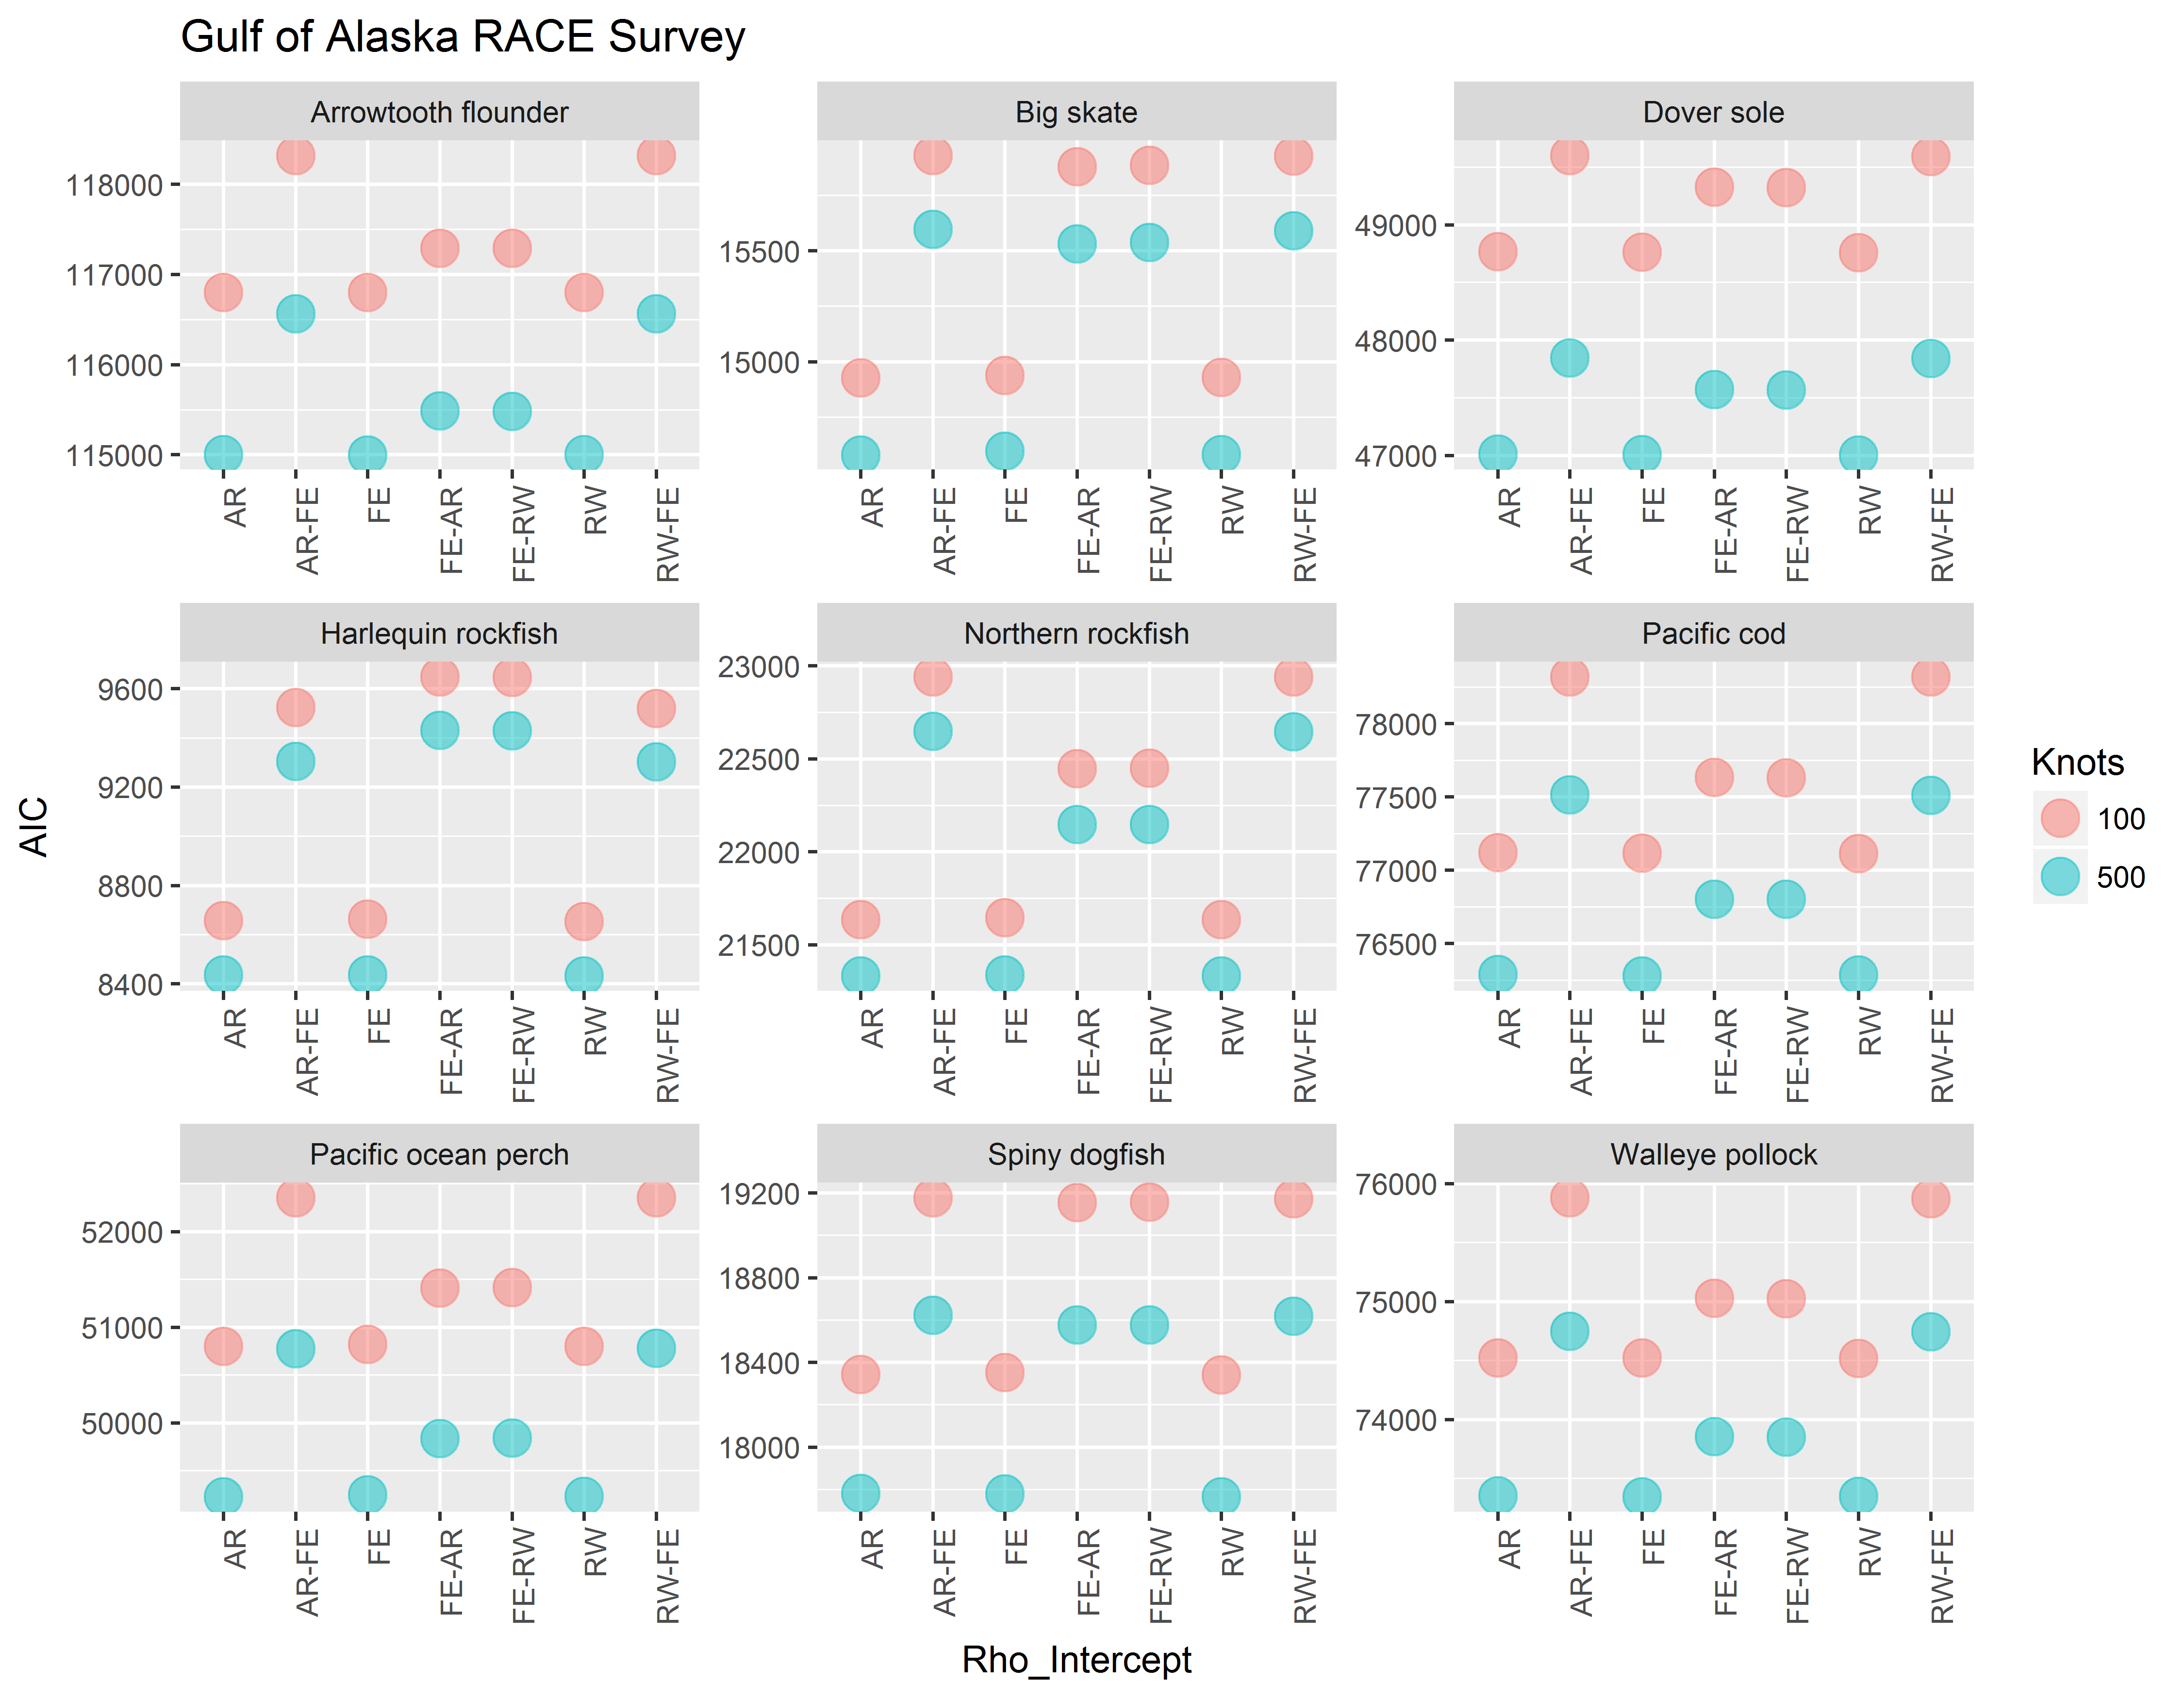 Gulf of Alaska RACE Survey
Arrowtooth flounder
Big skate
Dover sole
118000
117000
116000
115000
15500
15000
49000
48000
47000
AR
AR-FE
FE
FE-AR
FE-RW
RW
RW-FE
AR
AR-FE
FE
FE-AR
FE-RW
RW
RW-FE
AR
AR-FE
FE
FE-AR
FE-RW
RW
RW-FE
Harlequin rockfish
Northern rockfish
Pacific cod
9600
9200
8800
8400
23000
22500
22000
21500
78000
77500
77000
76500
AR
AR-FE
FE
FE-AR
FE-RW
RW
RW-FE
AR
AR-FE
FE
FE-AR
FE-RW
RW
RW-FE
AR
AR-FE
FE
FE-AR
FE-RW
RW
RW-FE
Pacific ocean perch
Spiny dogfish
Walleye pollock
52000
51000
50000
19200
18800
18400
18000
76000
75000
74000
AR
AR-FE
FE
FE-AR
FE-RW
RW
RW-FE
AR
AR-FE
FE
FE-AR
FE-RW
RW
RW-FE
AR
AR-FE
FE
FE-AR
FE-RW
RW
RW-FE
AIC
Rho_Intercept
Knots
100
500